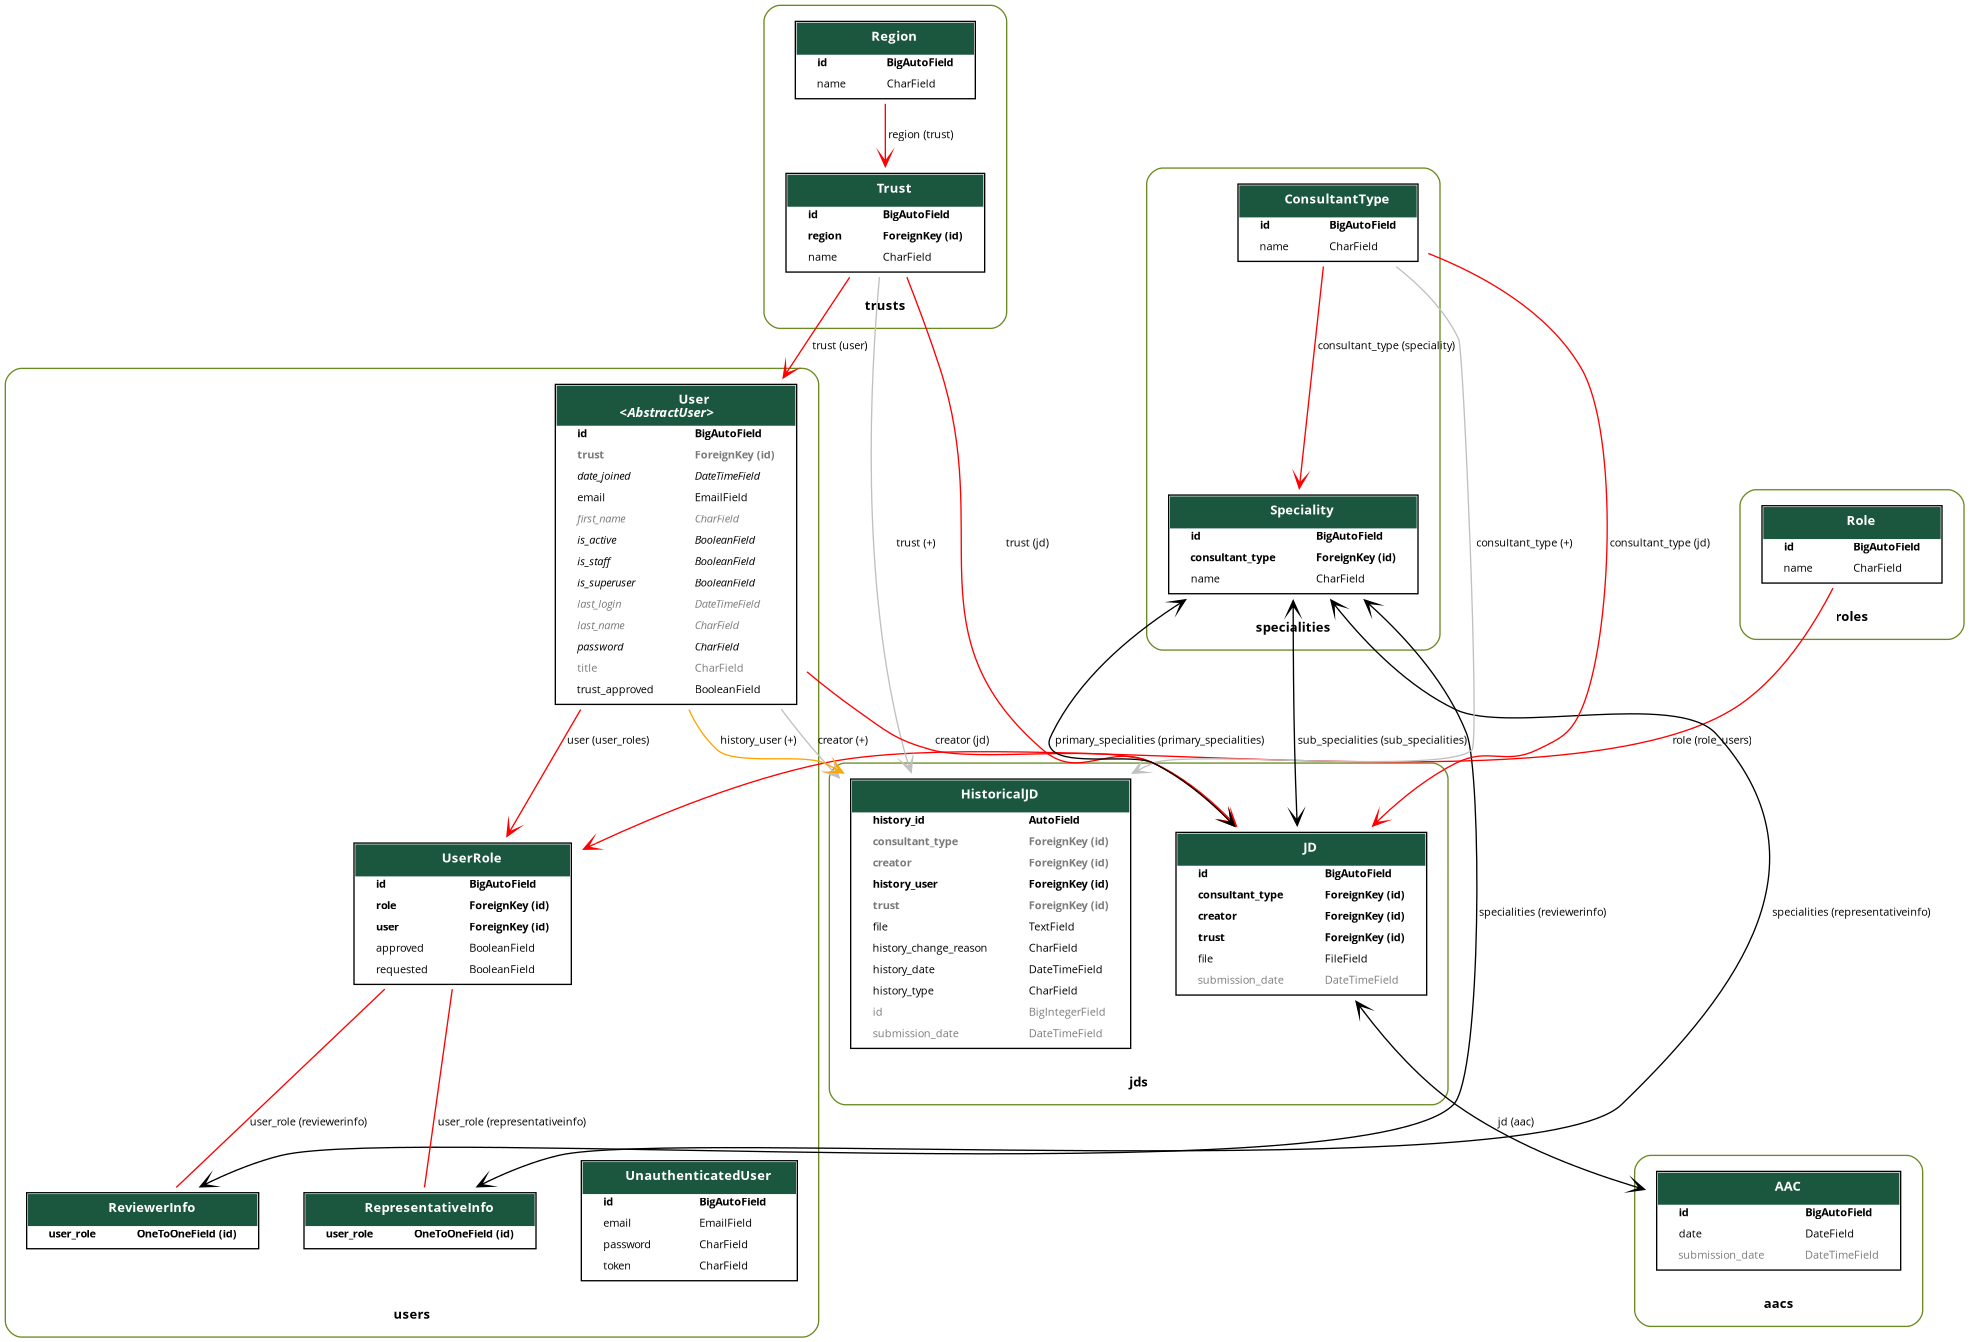 Region
id BigAutoField
name CharField
region (trust)
Trust
id BigAutoField
region ForeignKey (id)
name CharField
trusts
ConsultantType
id BigAutoField
name CharField
trust (user)
consultant_type (speciality)
User
<AbstractUser>
id BigAutoField
trust ForeignKey (id)
date_joined DateTimeField
email EmailField
first_name CharField
is_active BooleanField
is_staff BooleanField
is_superuser BooleanField
last_login DateTimeField
last_name CharField
password CharField
title CharField
trust_approved BooleanField
trust (+)
trust (jd)
Speciality
id BigAutoField
consultant_type ForeignKey (id)
name CharField
specialities
consultant_type (+)
consultant_type (jd)
Role
id BigAutoField
name CharField
roles
user (user_roles)
history_user (+)
creator (+)
creator (jd)
primary_specialities (primary_specialities)
sub_specialities (sub_specialities)
role (role_users)
UserRole
id BigAutoField
role ForeignKey (id)
user ForeignKey (id)
approved BooleanField
requested BooleanField
HistoricalJD
history_id AutoField
consultant_type ForeignKey (id)
creator ForeignKey (id)
history_user ForeignKey (id)
trust ForeignKey (id)
file TextField
history_change_reason CharField
history_date DateTimeField
history_type CharField
id BigIntegerField
submission_date DateTimeField
JD
id BigAutoField
consultant_type ForeignKey (id)
creator ForeignKey (id)
trust ForeignKey (id)
file FileField
submission_date DateTimeField
jds
specialities (reviewerinfo)
specialities (representativeinfo)
user_role (reviewerinfo)
user_role (representativeinfo)
jd (aac)
ReviewerInfo
user_role OneToOneField (id)
RepresentativeInfo
user_role OneToOneField (id)
UnauthenticatedUser
id BigAutoField
email EmailField
password CharField
token CharField
users
AAC
id BigAutoField
date DateField
submission_date DateTimeField
aacs